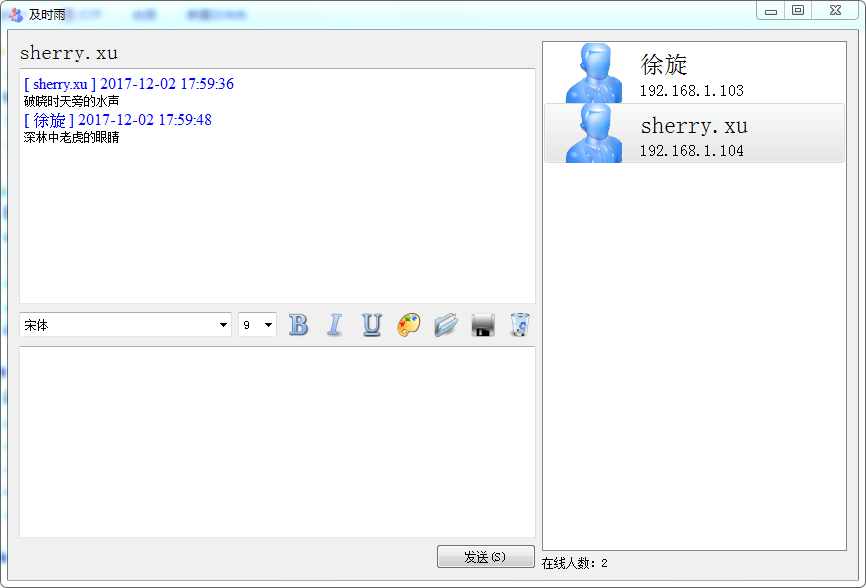 及时雨
sherry.xu
[ sherry.xu ] 2017-12-02 17:59:36
破晓时天旁的水声
[ 徐旋 ] 2017-12-02 17:59:48
深林中老虎的眼睛
宋体
9
B I U
发送(S)
徐旋
192.168.1.103
sherry.xu
192.168.1.104
在线人数：2